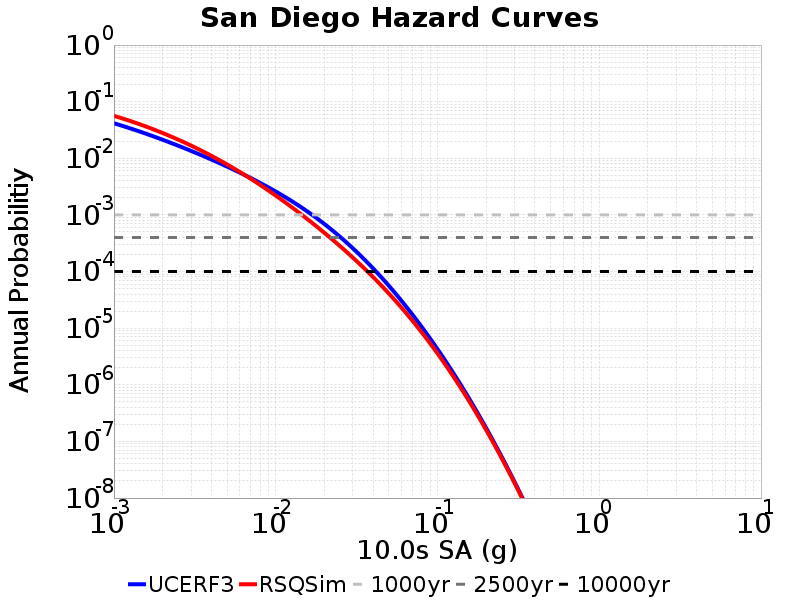 San Diego Hazard Curves
Annual Probabilitiy
10^0
10^-1
10^-2
10^-3
10^-4
10^-5
10^-6
10^-7
10^-8
10^-3 10^-2 10^-1 10^0 10^1
10.0s SA (g)
UCERF3 RSQSim 1000yr 2500yr 10000yr